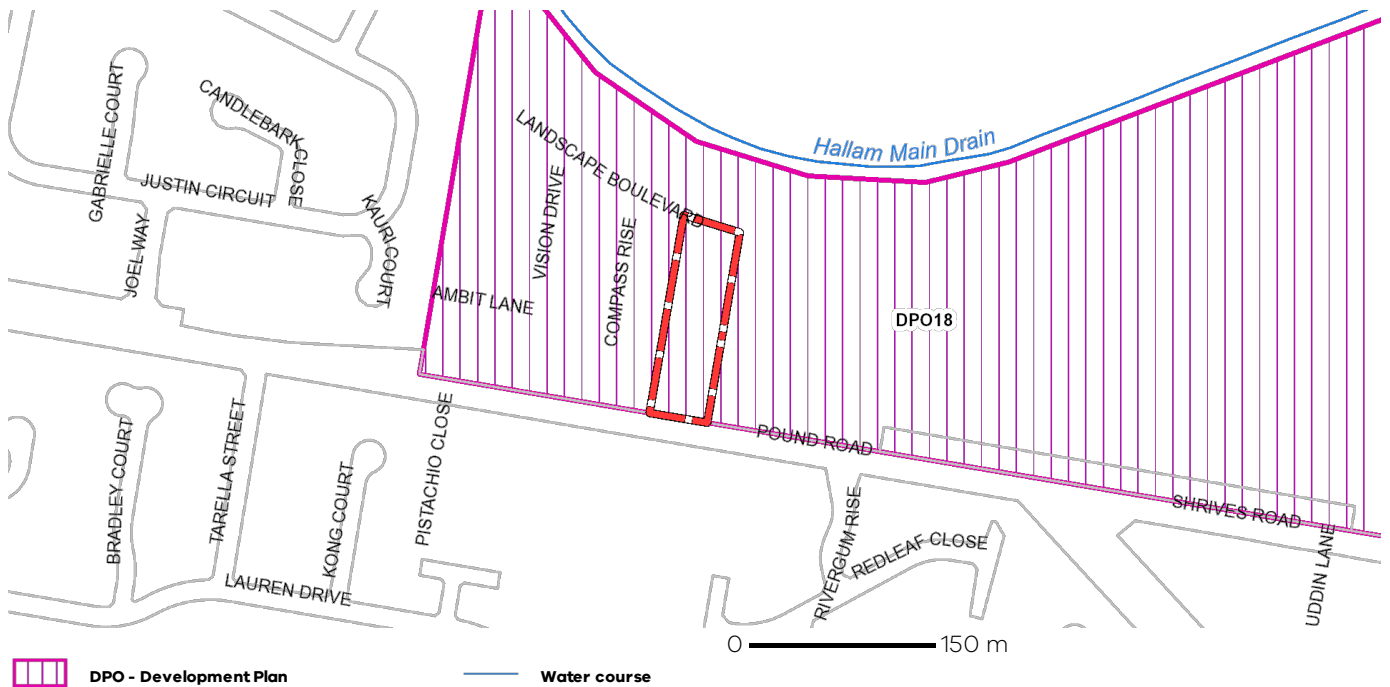 GABRIELLE COURT
CANDLEBARK CLOSE
JUSTIN CIRCUIT
JOEL WAY
KAURI COURT
LANDSCAPE BOULEVARD
VISION DRIVE
COMPASS RISE
AMBIT LANE
Hallam Main Drain
DPO18
POUND ROAD
SHRIVES ROAD
BRADLEY COURT
TARELLA STREET
KONG COURT
PISTACHIO CLOSE
LAUREN DRIVE
RIVERGUM RISE
REDLEAF CLOSE
UDDIN LANE
0 150 m
DPO - Development Plan
Water course